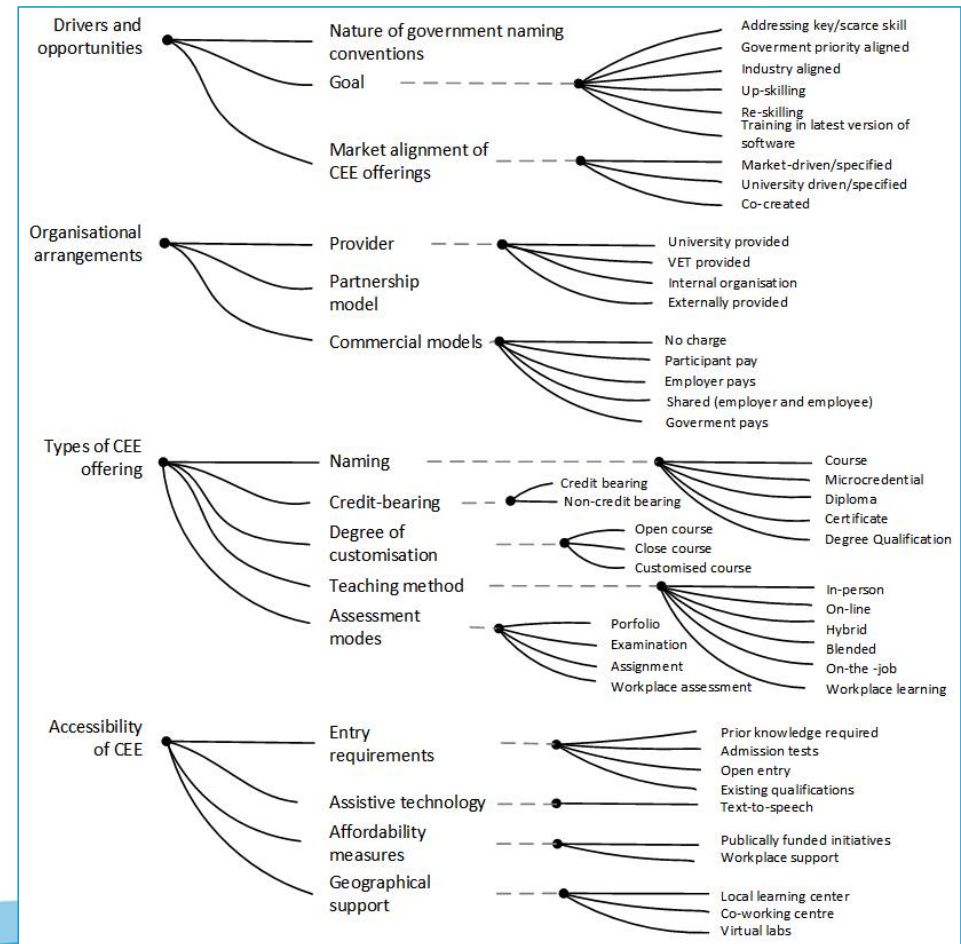 Drivers and
opportunities
Nature of government naming
conventions
Goal
Addressing key/scarce skill
Goverment priority aligned
Industry aligned
Up-skilling
Re-skilling
Training in latest version of
software
Market alignment of
CEE offerings
Market-driven/specified
University driven/specified
Co-created
Organisational
arrangements
Provider
University provided
VET provided
Internal organisation
Externally provided
Partnership
model
Commercial models
No charge
Participant pay
Employer pays
Shared (employer and employee)
Goverment pays
Types of CEE
offering
Naming
Course
Microcredential
Diploma
Certificate
Degree Qualification
Credit-bearing
Credit bearing
Non-credit bearing
Degree of
customisation
Open course
Close course
Customised course
Teaching method
In-person
On-line
Hybrid
Blended
On-the -job
Workplace learning
Assessment
modes
Porfolio
Examination
Assignment
Workplace assessment
Accessibility
of CEE
Entry
requirements
Prior knowledge required
Admission tests
Open entry
Existing qualifications
Assistive technology
Text-to-speech
Affordability
measures
Publically funded initiatives
Workplace support
Geographical
support
Local learning center
Co-working centre
Virtual labs